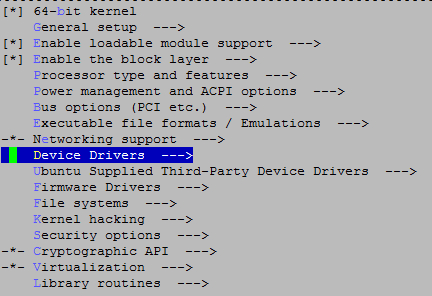 [*] 64-bit kernel
General setup --->
[*] Enable loadable module support --->
[*] Enable the block layer --->
Processor type and features --->
Power management and ACPI options --->
Bus options (PCI etc.) --->
Executable file formats / Emulations --->
-*- Networking support --->
Device Drivers --->
Ubuntu Supplied Third-Party Device Drivers --->
Firmware Drivers --->
File systems --->
Kernel hacking --->
Security options --->
-*- Cryptographic API --->
-*- Virtualization --->
Library routines --->